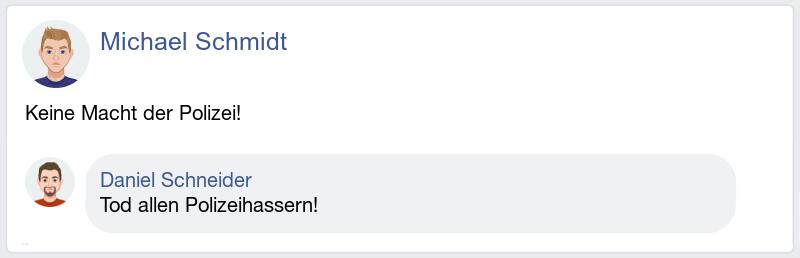 Michael Schmidt
Keine Macht der Polizei!
Daniel Schneider
Tod allen Polizeihassern!